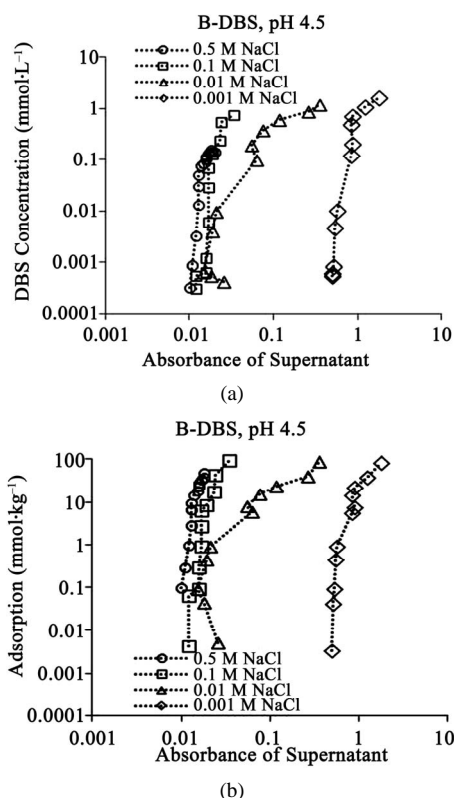 B-DBS, pH 4.5
0.5 M NaCl
0.1 M NaCl
0.01 M NaCl
0.001 M NaCl
DBS Concentration (mmol·L⁻¹)
10
1
0.1
0.01
0.001
0.0001
0.001 0.01 0.1 1 10
Absorbance of Supernatant
(a)
B-DBS, pH 4.5
Adsorption (mmol·kg⁻¹)
100
10
1
0.1
0.01
0.001
0.0001
0.5 M NaCl
0.1 M NaCl
0.01 M NaCl
0.001 M NaCl
0.001 0.01 0.1 1 10
Absorbance of Supernatant
(b)